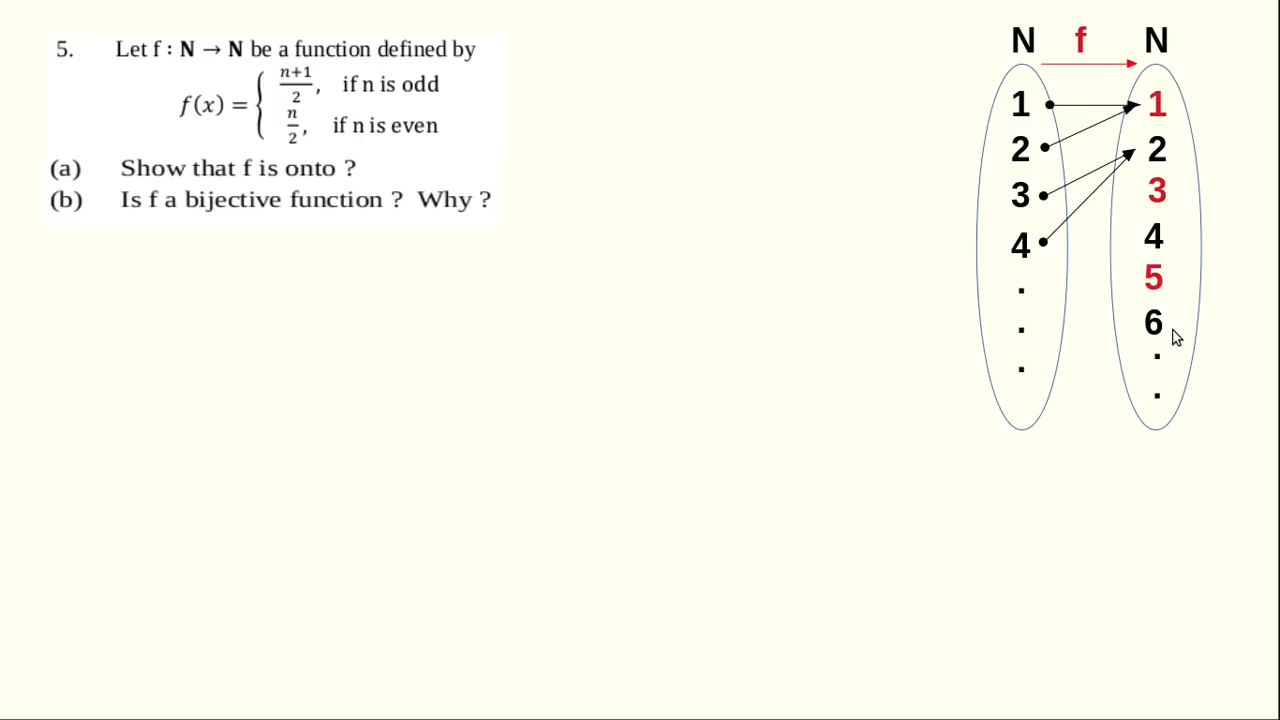 5. Let f : N → N be a function defined by
f(x) = { (n+1)/2, if n is odd
n/2, if n is even
(a) Show that f is onto ?
(b) Is f a bijective function ? Why ?
N f N
1 1
2 2
3 3
4 4
. 5
. 6
. .
.